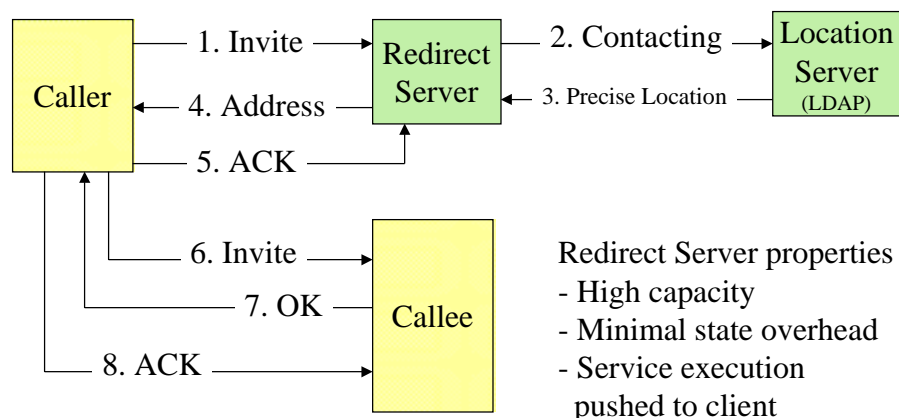 1. Invite
2. Contacting
Location
Server
(LDAP)
Redirect
Server
Caller
4. Address
3. Precise Location
5. ACK
6. Invite
7. OK
Callee
8. ACK
Redirect Server properties
- High capacity
- Minimal state overhead
- Service execution
pushed to client